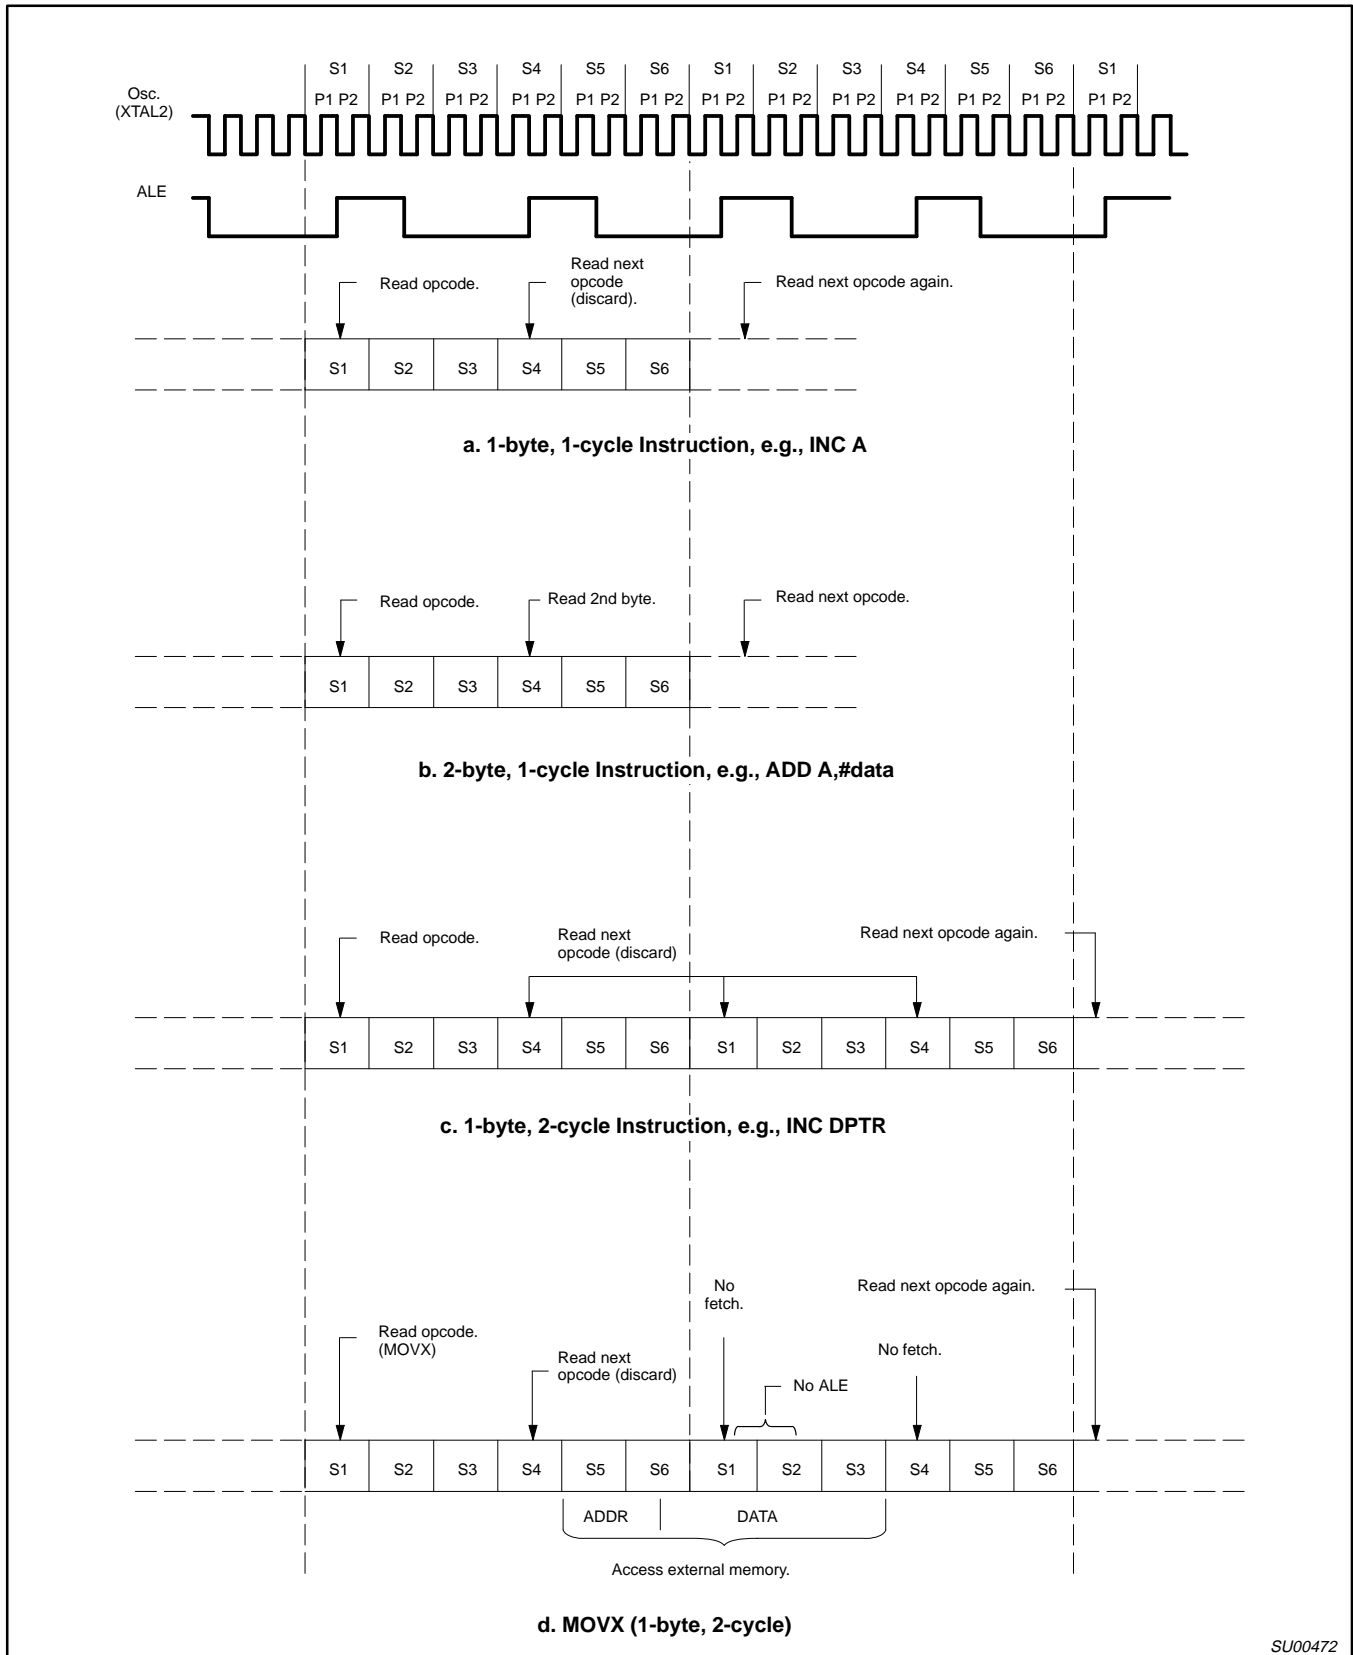 S1 S2 S3 S4 S5 S6 S1 S2 S3 S4 S5 S6 S1
Osc.
(XTAL2)
P1 P2 P1 P2 P1 P2 P1 P2 P1 P2 P1 P2 P1 P2 P1 P2 P1 P2 P1 P2 P1 P2 P1 P2 P1 P2
ALE
Read opcode.
Read next
opcode
(discard).
Read next opcode again.
S1 S2 S3 S4 S5 S6
a. 1-byte, 1-cycle Instruction, e.g., INC A
Read opcode.
Read 2nd byte.
Read next opcode.
S1 S2 S3 S4 S5 S6
b. 2-byte, 1-cycle Instruction, e.g., ADD A,#data
Read opcode.
Read next
opcode (discard)
Read next opcode again.
S1 S2 S3 S4 S5 S6 S1 S2 S3 S4 S5 S6
c. 1-byte, 2-cycle Instruction, e.g., INC DPTR
Read opcode.
(MOVX)
Read next
opcode (discard)
No
fetch.
No ALE
No fetch.
Read next opcode again.
S1 S2 S3 S4 S5 S6 S1 S2 S3 S4 S5 S6
ADDR DATA
Access external memory.
d. MOVX (1-byte, 2-cycle)
SU00472